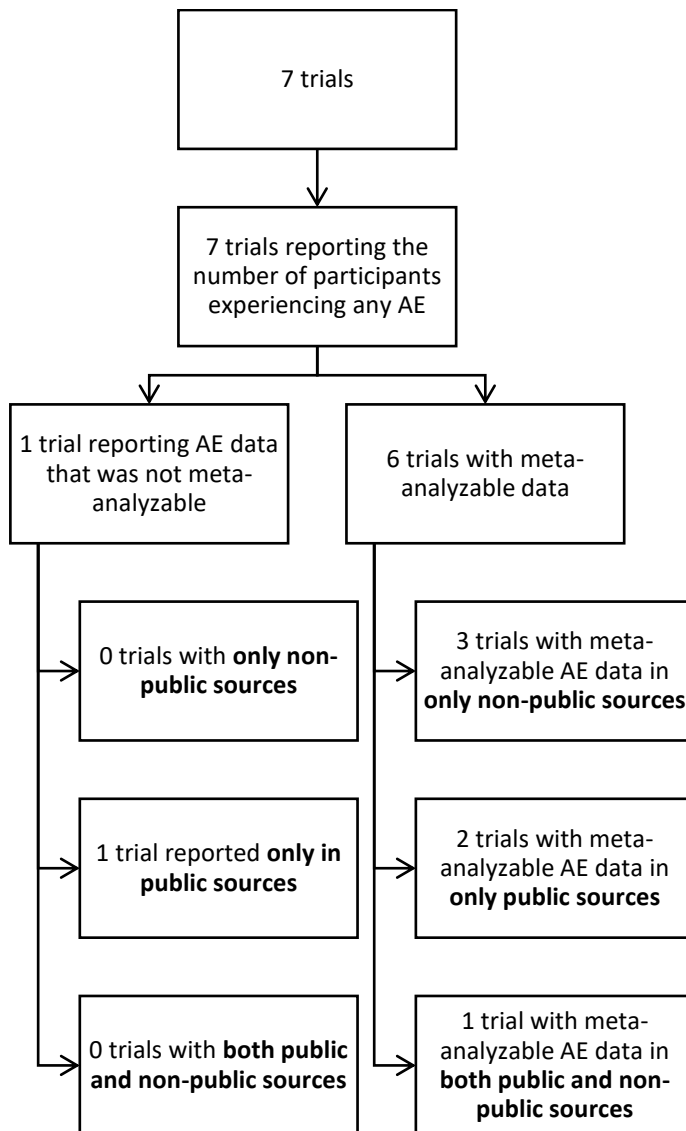 7 trials
7 trials reporting the
number of participants
experiencing any AE
1 trial reporting AE data
that was not meta-
analyzable
6 trials with meta-
analyzable data
0 trials with only non-
public sources
3 trials with meta-
analyzable AE data in
only non-public sources
1 trial reported only in
public sources
2 trials with meta-
analyzable AE data in
only public sources
0 trials with both public
and non-public sources
1 trial with meta-
analyzable AE data in
both public and non-
public sources